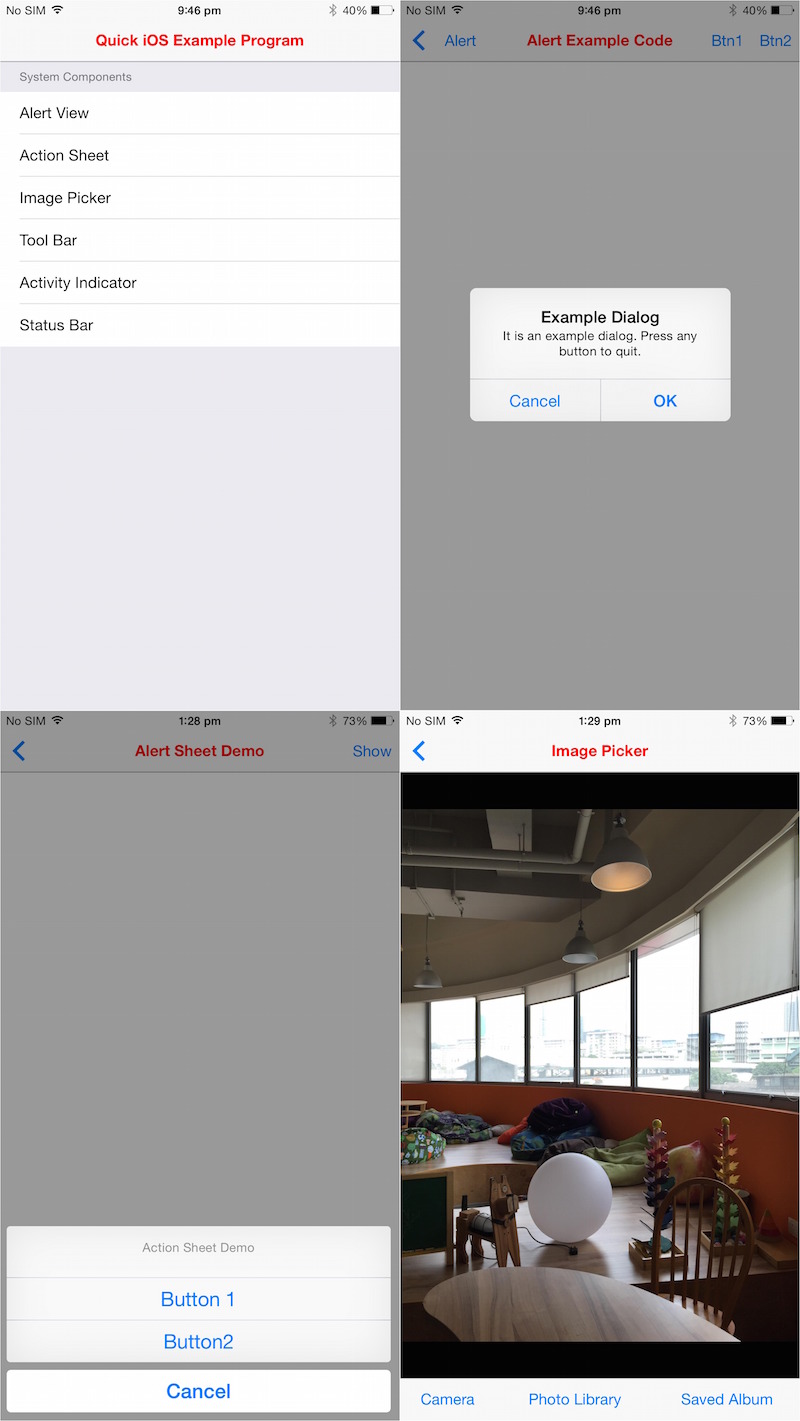 No SIM 9:46 pm 40%
Quick iOS Example Program
System Components
Alert View
Action Sheet
Image Picker
Tool Bar
Activity Indicator
Status Bar
No SIM 9:46 pm 40%
Alert Alert Example Code Btn1 Btn2
Example Dialog
It is an example dialog. Press any
button to quit.
Cancel OK
No SIM 1:28 pm 73%
Alert Sheet Demo Show
Action Sheet Demo
Button 1
Button2
Cancel
No SIM 1:29 pm 73%
Image Picker
Camera Photo Library Saved Album